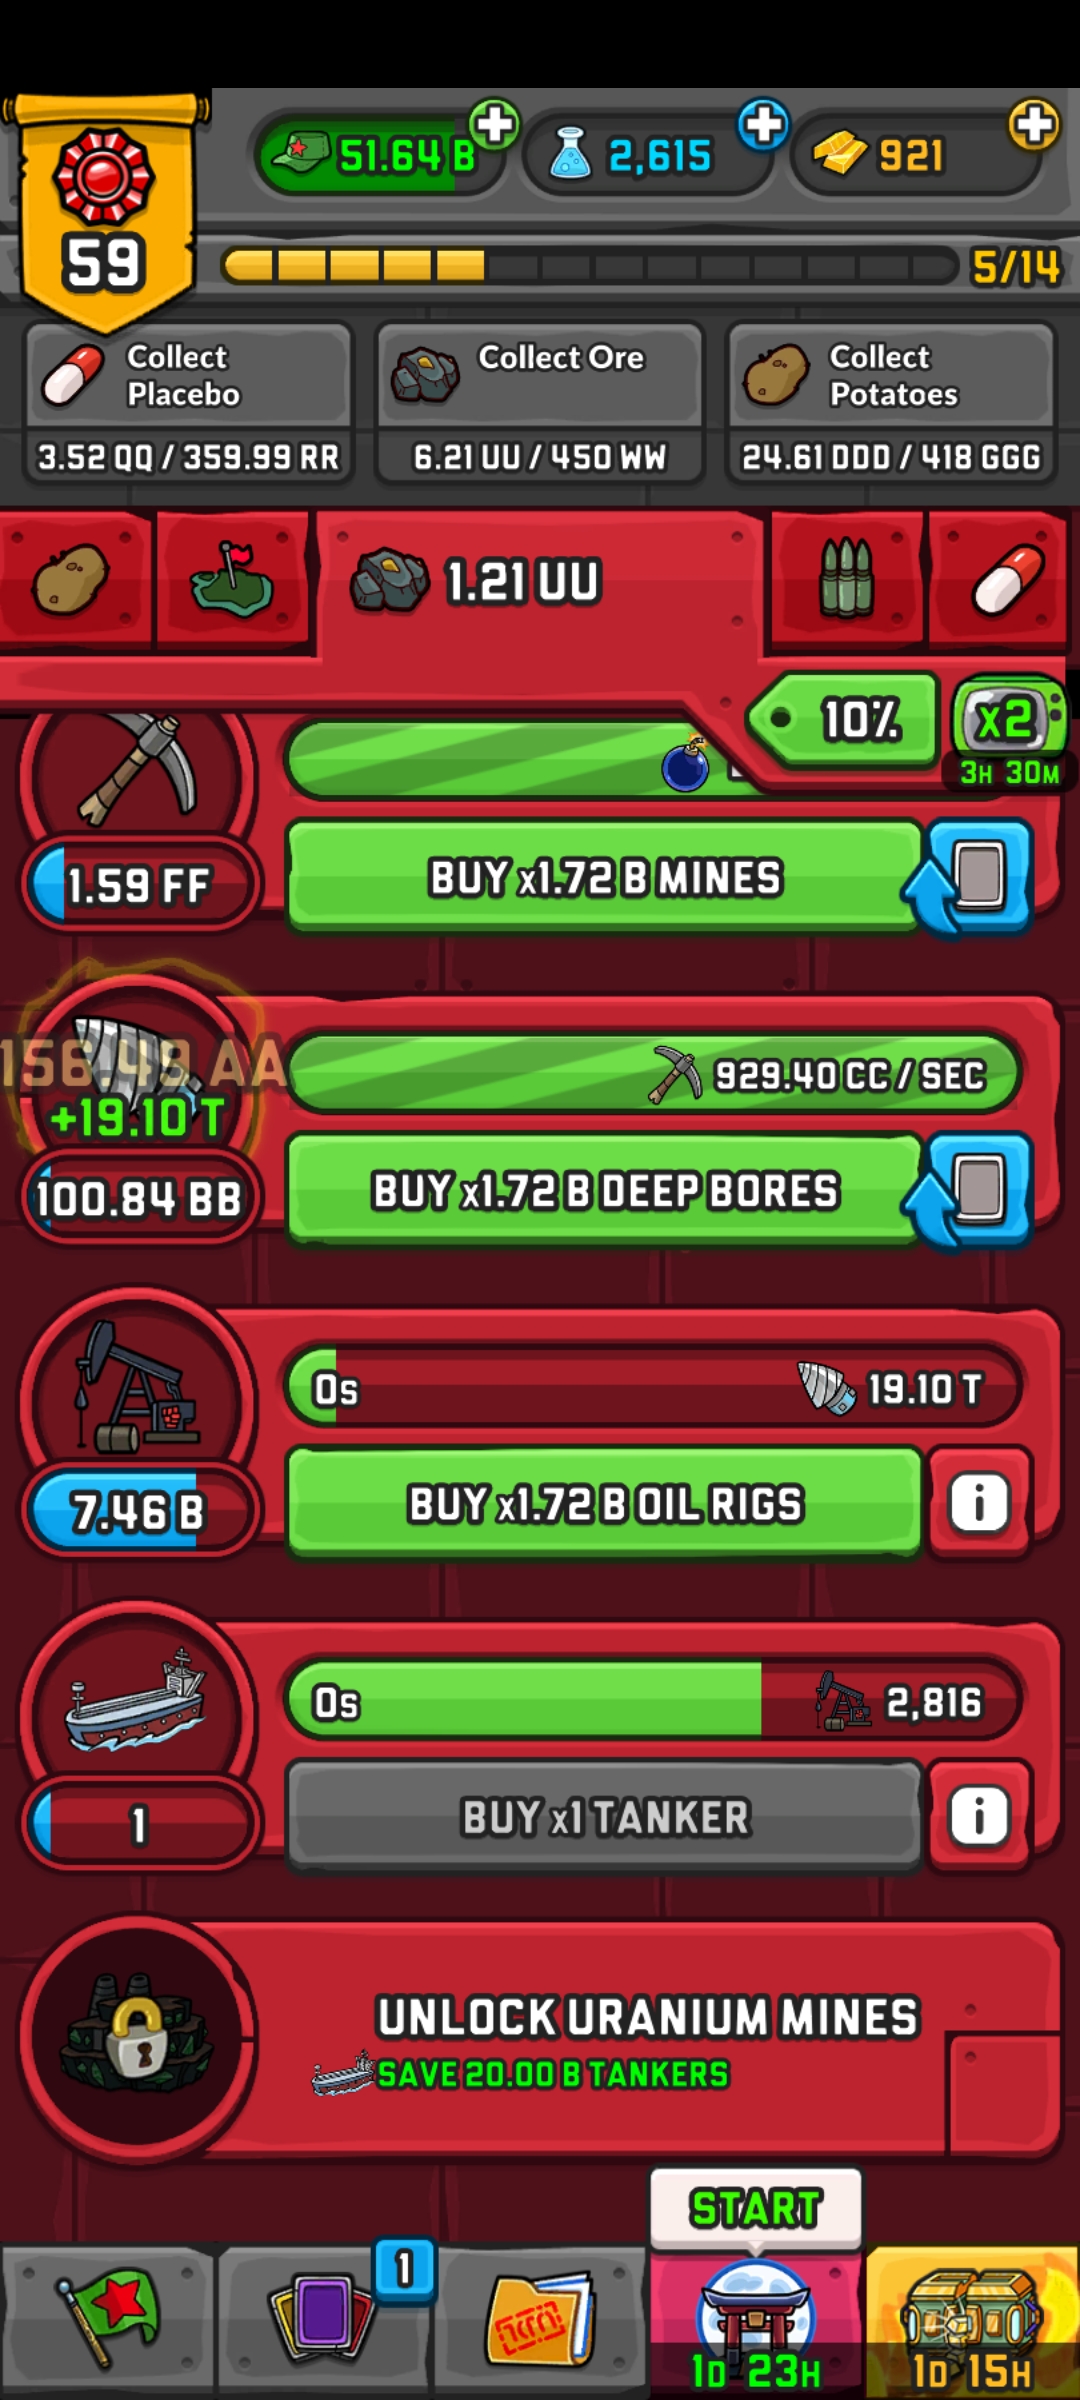 51.64 B
2,615
921
59
5/14
Collect Placebo
3.52 QQ / 359.99 RR
Collect Ore
6.21 UU / 450 WW
Collect Potatoes
24.61 DDD / 418 GGG
1.21 UU
10%
x2
3H 30M
1.59 FF
BUY x1.72 B MINES
156.49 AA
+19.10 T
929.40 CC / SEC
100.84 BB
BUY x1.72 B DEEP BORES
0s
19.10 T
7.46 B
BUY x1.72 B OIL RIGS
i
0s
2,816
1
BUY x1 TANKER
i
UNLOCK URANIUM MINES
SAVE 20.00 B TANKERS
START
1
1D 23H
1D 15H